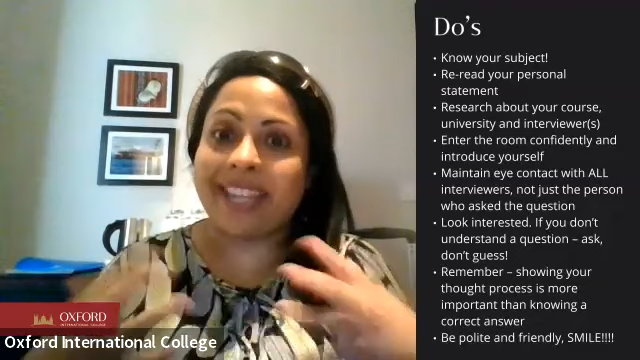 Do's
• Know your subject!
• Re-read your personal
statement
• Research about your course,
university and interviewer(s)
• Enter the room confidently and
introduce yourself
• Maintain eye contact with ALL
interviewers, not just the person
who asked the question
• Look interested. If you don't
understand a question – ask,
don't guess!
• Remember – showing your
thought process is more
important than knowing a
correct answer
• Be polite and friendly, SMILE!!!!
OXFORD
INTERNATIONAL COLLEGE
Oxford International College